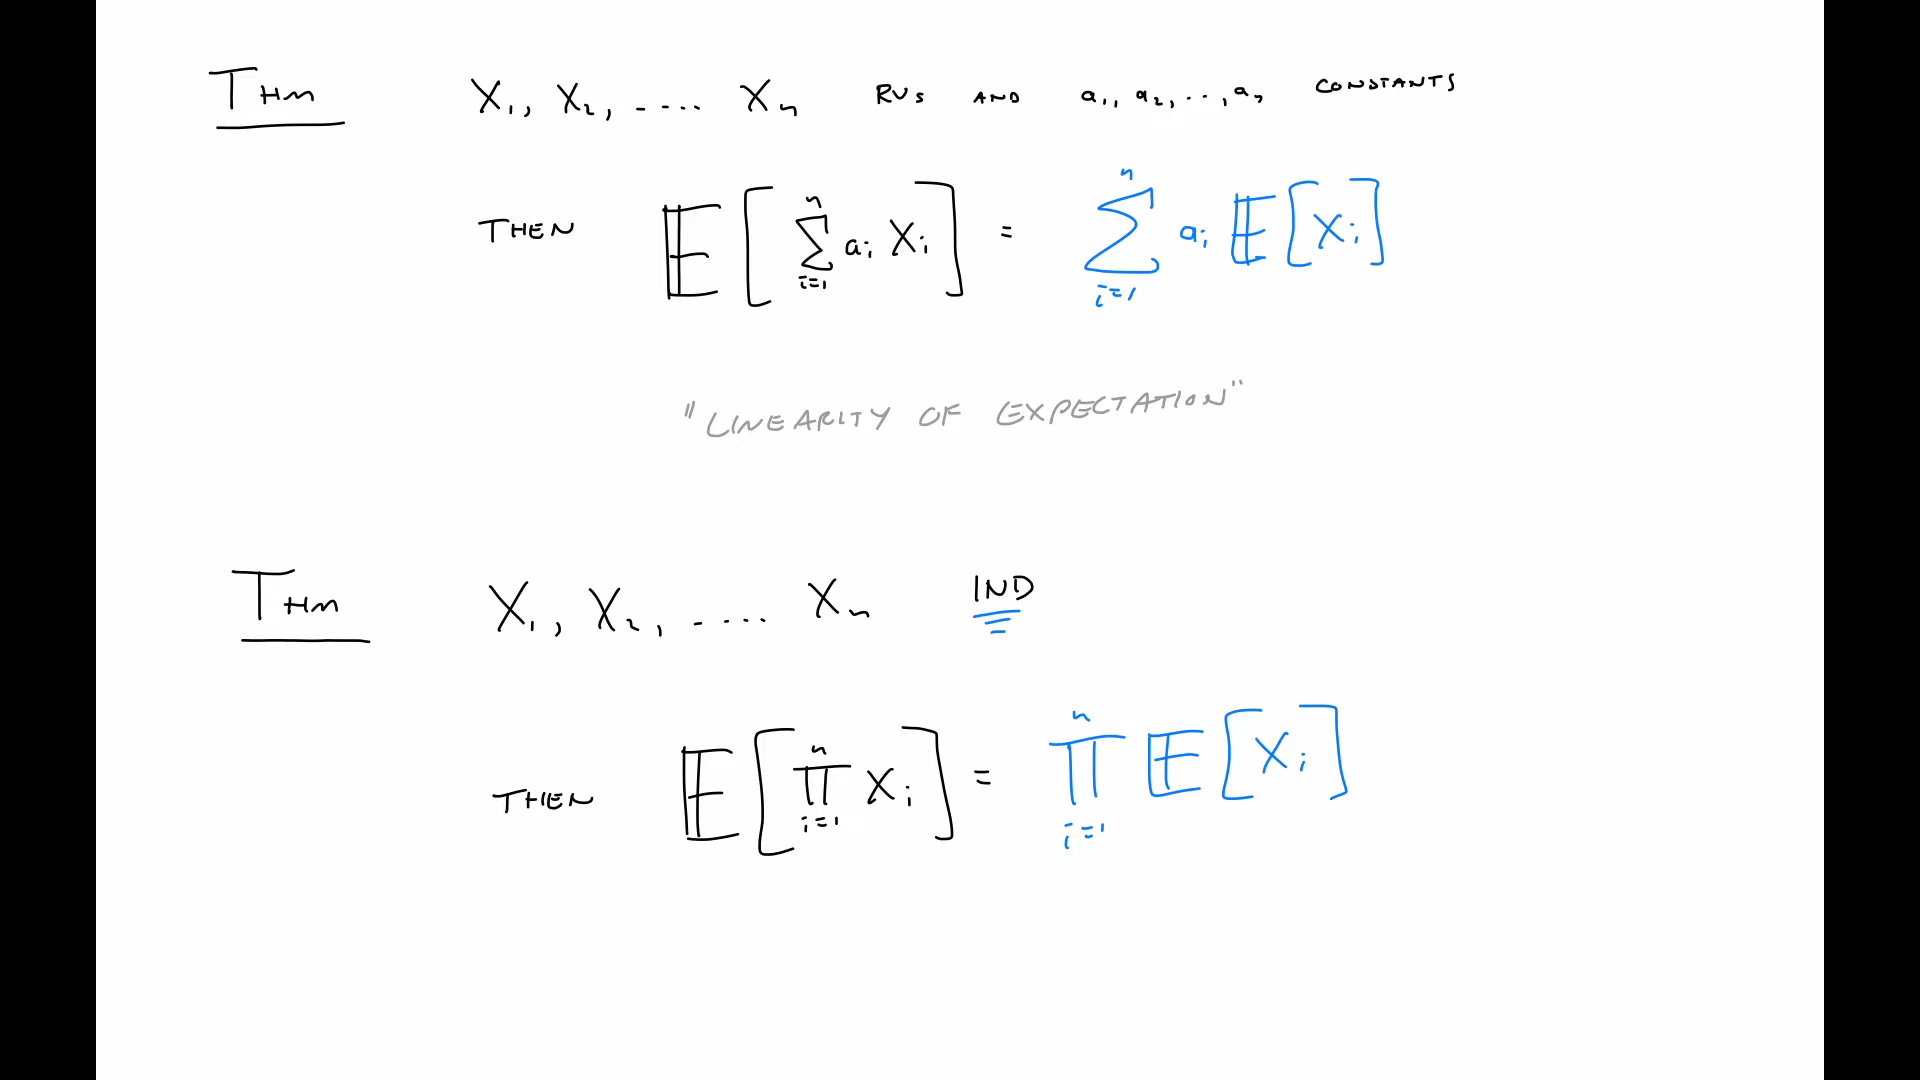 THM X₁, X₂, ..... Xₙ RVs AND a₁, a₂, ..., aₙ CONSTANTS
THEN 𝔼[∑ᵢ₌₁ⁿ aᵢ Xᵢ] = ∑ᵢ₌₁ⁿ aᵢ 𝔼[Xᵢ]
"LINEARITY OF EXPECTATION"
THM X₁, X₂, ..... Xₙ IND
THEN 𝔼[∏ᵢ₌₁ⁿ Xᵢ] = ∏ᵢ₌₁ⁿ 𝔼[Xᵢ]